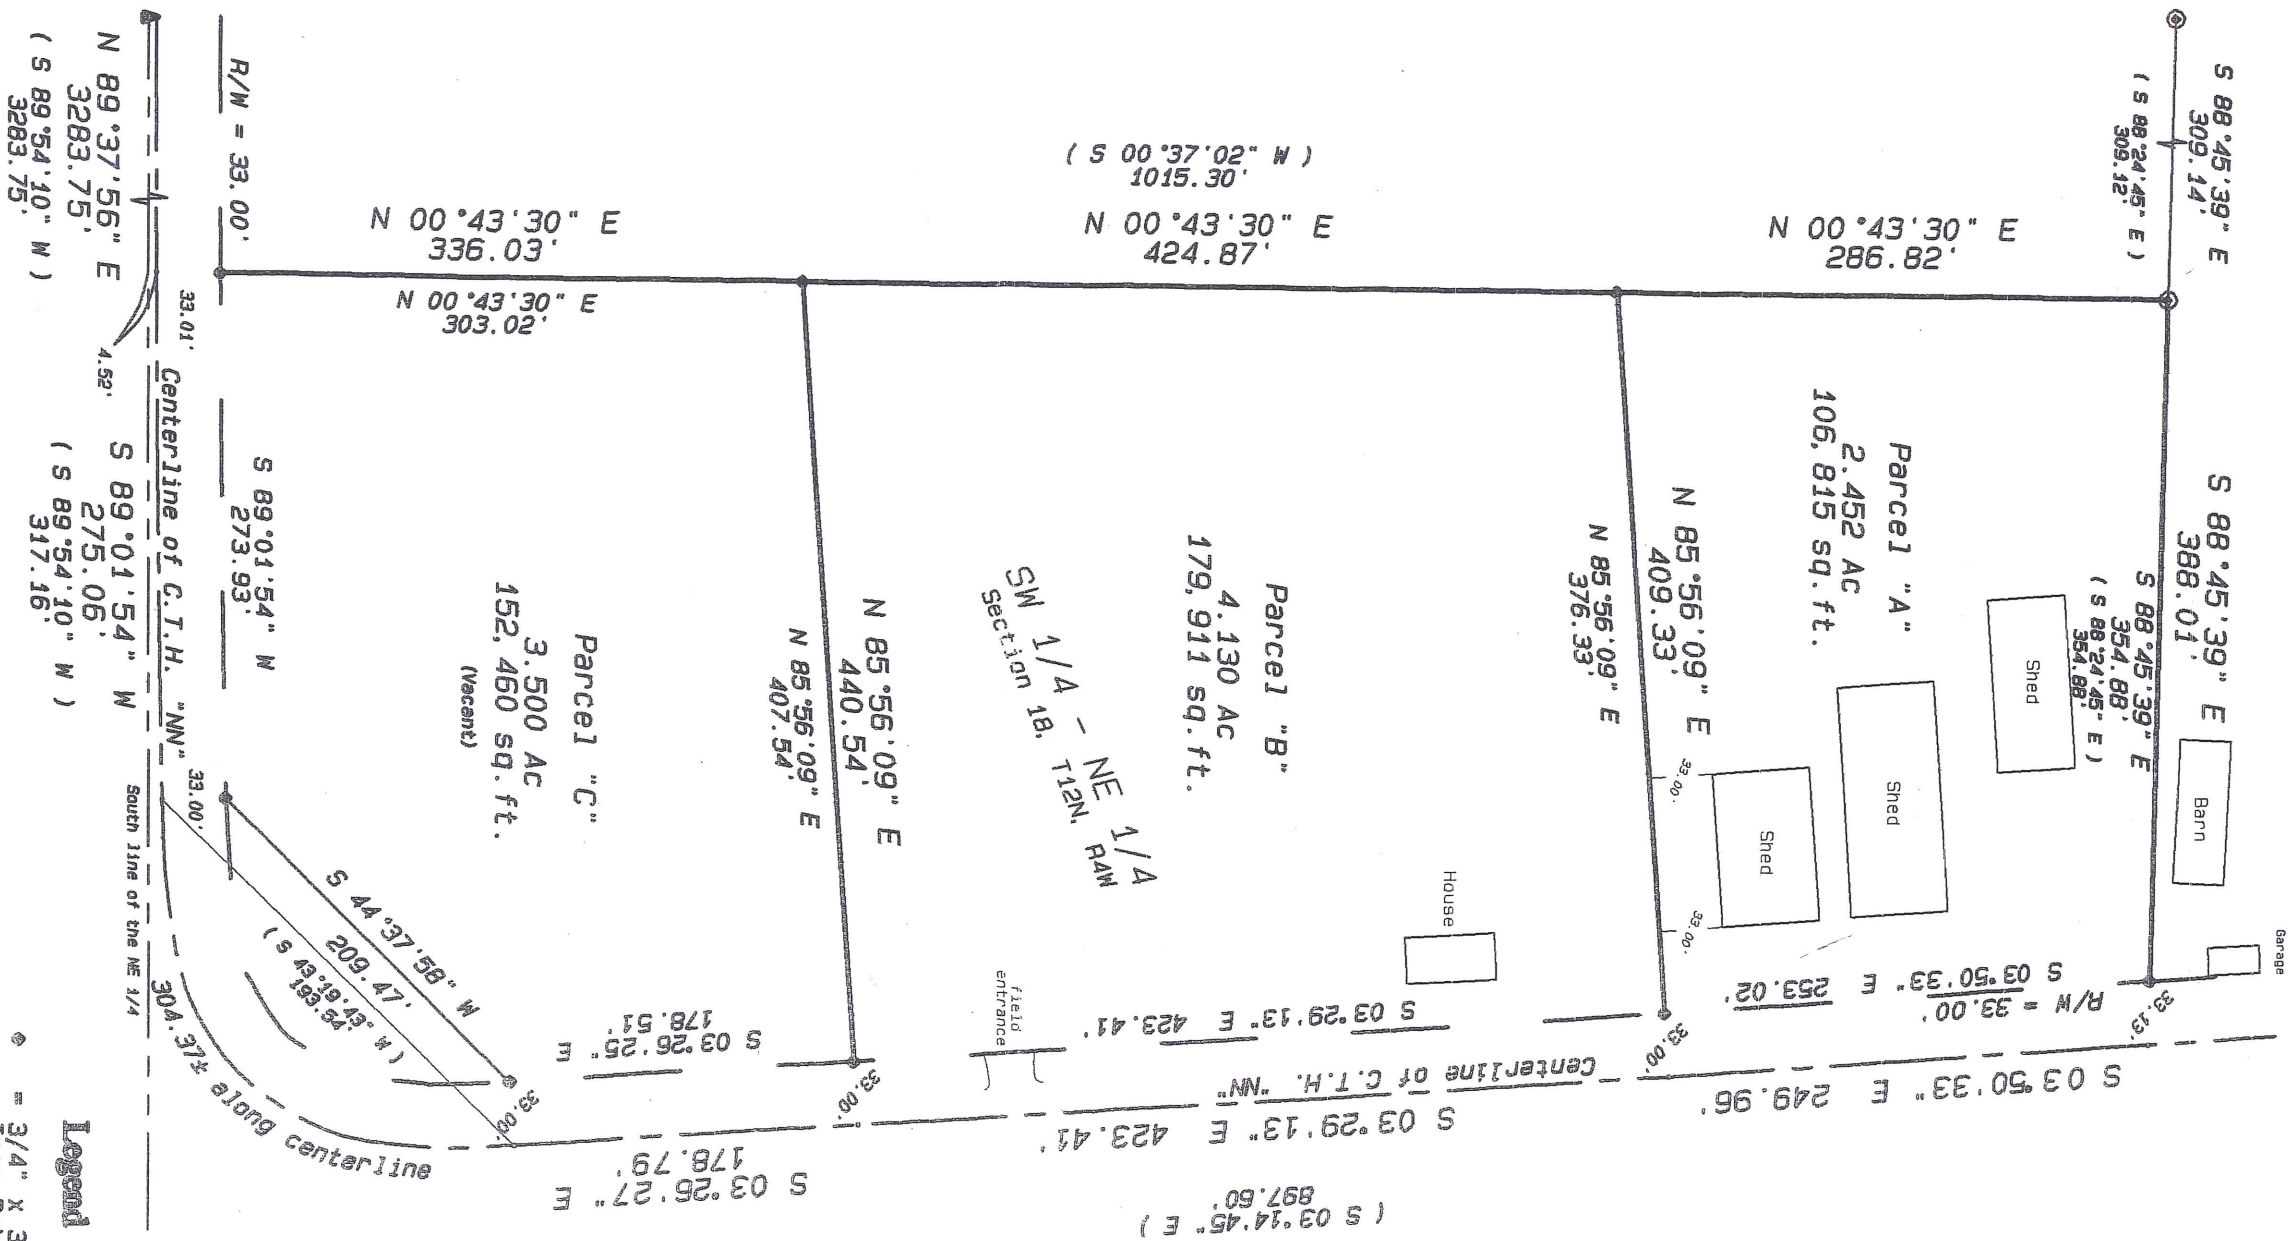 S 88°45'39" E
309.14'
( S 88°24'45" E )
309.12'
S 88°45'39" E
388.01'
S 88°45'39" E
354.88'
( S 88°24'45" E )
354.88'
Barn
Garage
33.13'
N 00°43'30" E
286.82'
Parcel "A"
2.452 Ac
106,815 sq.ft.
Shed
Shed
Shed
33.00'
33.00'
S 03°50'33" E 253.02'
R/W = 33.00'
S 03°50'33" E 249.96'
N 85°56'09" E
409.33'
N 85°56'09" E
376.33'
33.00'
( S 00°37'02" W )
1015.30'
N 00°43'30" E
424.87'
Parcel "B"
4.130 Ac
179,911 sq.ft.
SW 1/4 - NE 1/4
Section 18, T12N, R4W
House
field
entrance
S 03°29'13" E 423.41'
Centerline of C.T.H. "NN"
S 03°29'13" E 423.41'
( S 03°14'45" E )
897.60'
N 85°56'09" E
440.54'
N 85°56'09" E
407.54'
33.00'
N 00°43'30" E
336.03'
N 00°43'30" E
303.02'
Parcel "C"
3.500 Ac
152,460 sq.ft.
(Vacant)
S 03°26'25" E
178.51'
S 03°26'27" E
178.79'
33.00'
S 44°37'58" W
209.47'
( S 43°19'43" W )
193.54'
304.37'± along centerline
R/W = 33.00'
S 89°01'54" W
273.93'
33.01'
33.00'
Centerline of C.T.H. "NN"
4.52'
South line of the NE 1/4
N 89°37'56" E
3283.75'
( S 89°54'10" W )
3283.75'
S 89°01'54" W
275.06'
( S 89°54'10" W )
317.16'
Legend
= 3/4" x 3